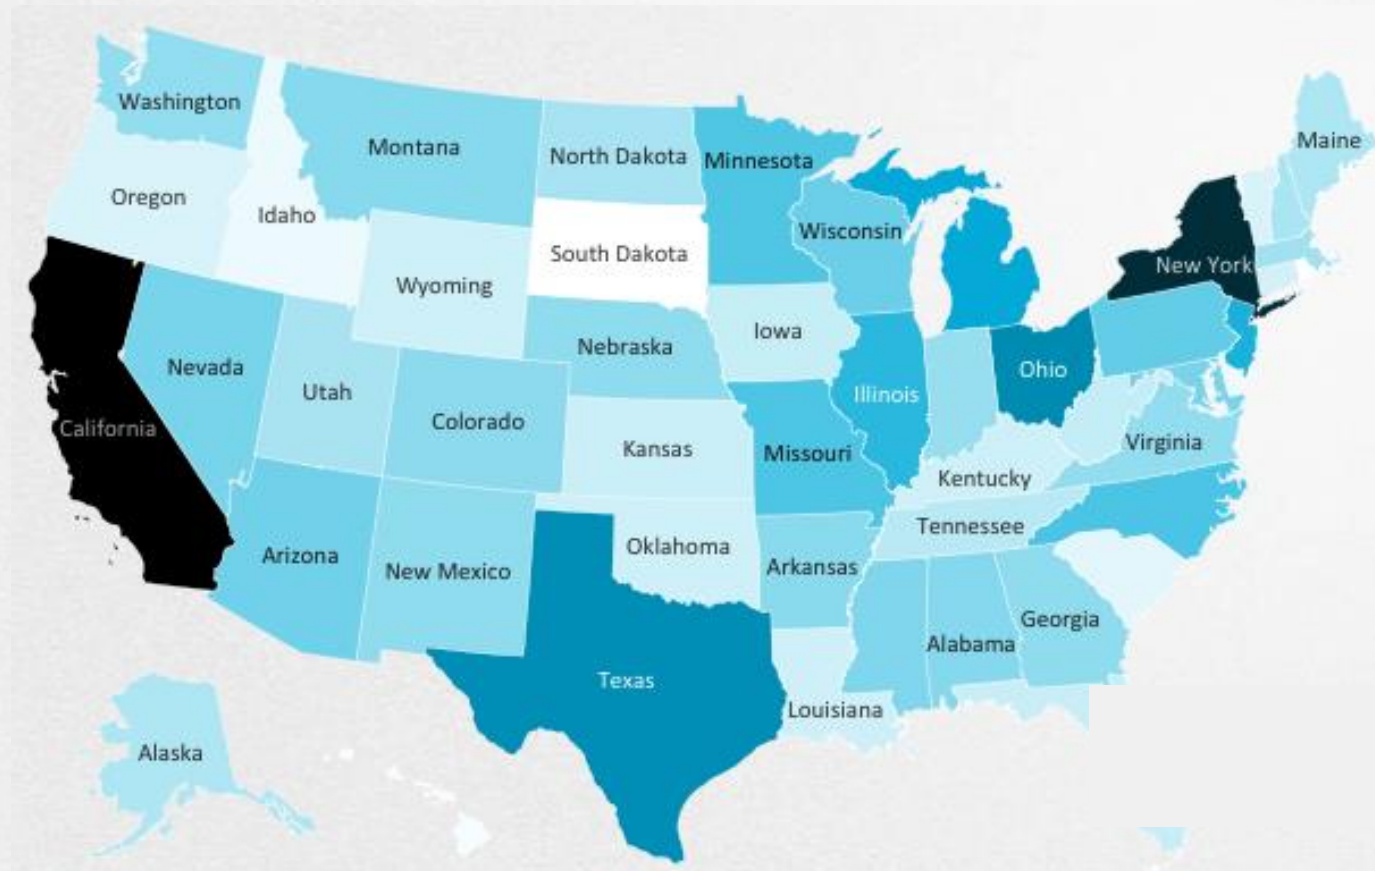 Washington
Montana
North Dakota
Minnesota
Maine
Oregon
Idaho
Wisconsin
South Dakota
New York
Wyoming
Iowa
Nebraska
Nevada
Ohio
Utah
Illinois
Colorado
California
Virginia
Kansas
Missouri
Kentucky
Tennessee
Oklahoma
Arizona
Arkansas
New Mexico
Georgia
Alabama
Texas
Louisiana
Alaska